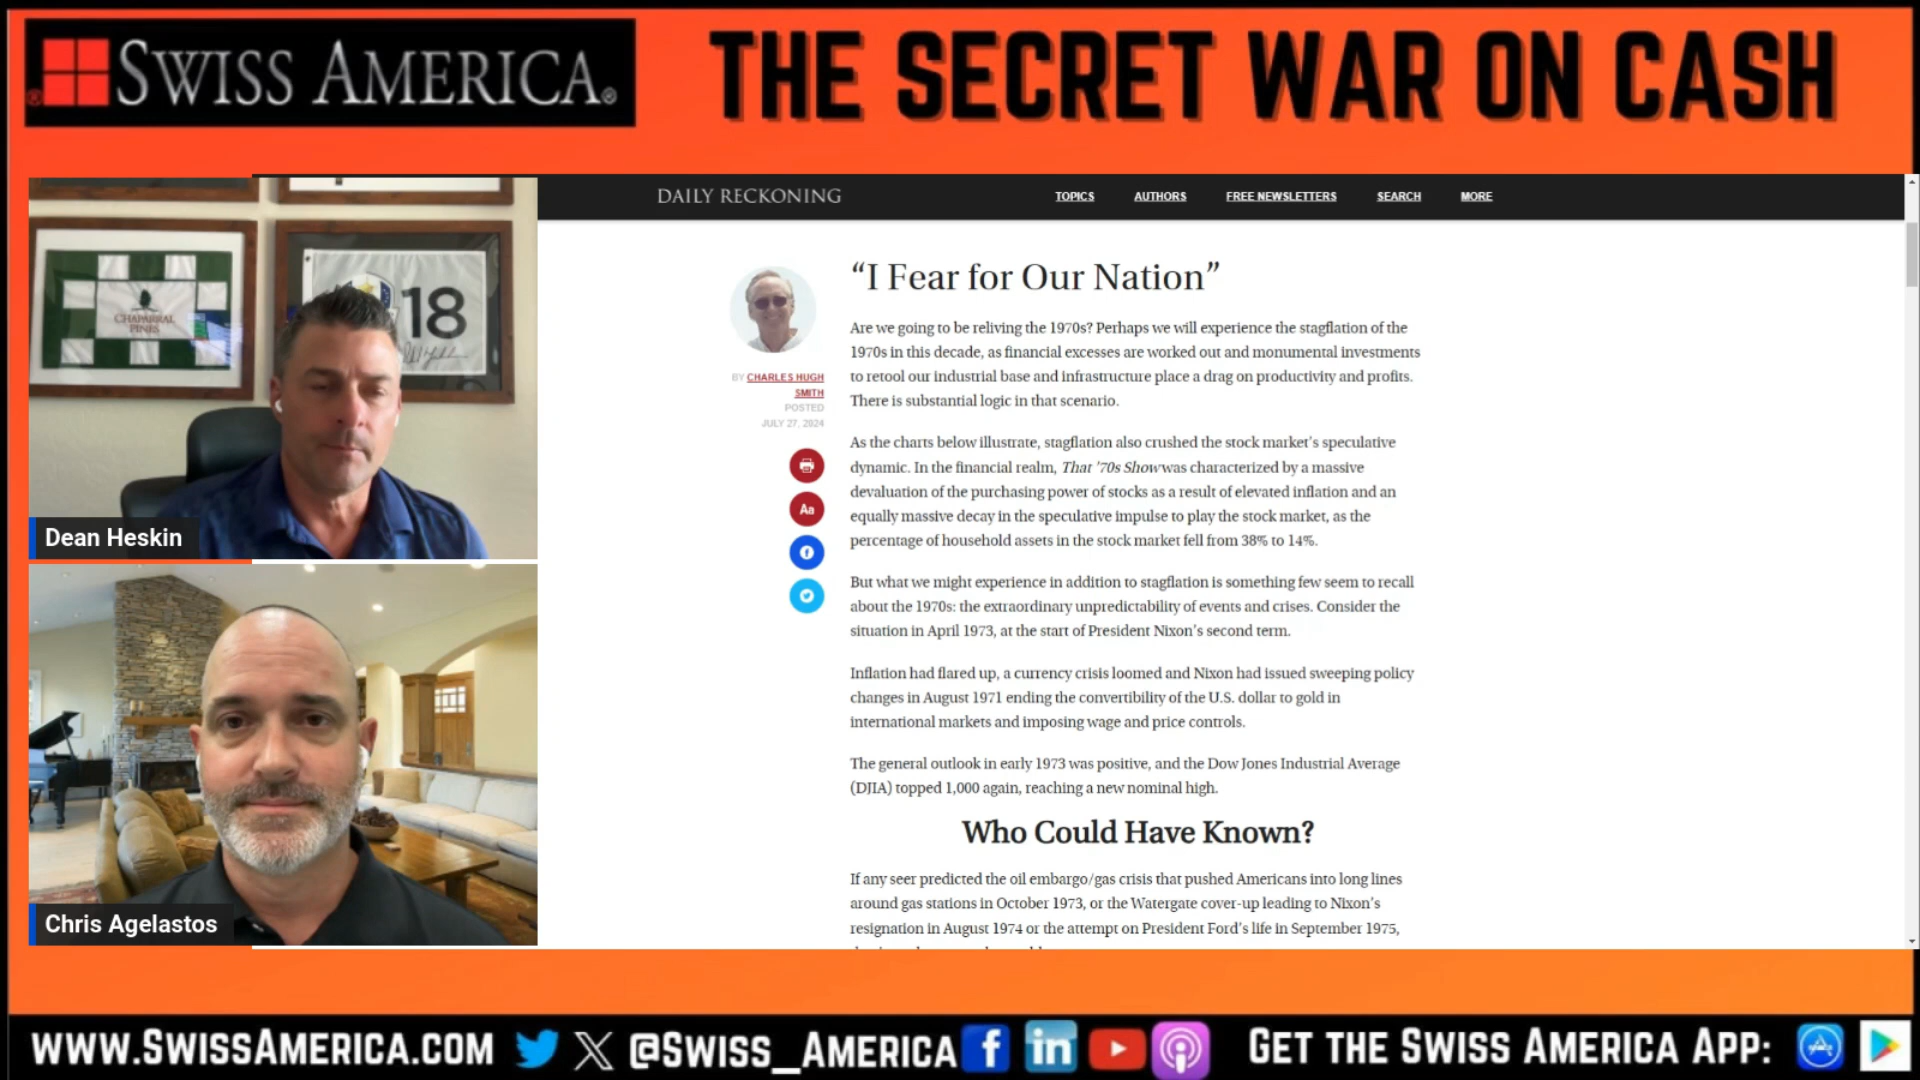 SWISS AMERICA®
THE SECRET WAR ON CASH
DAILY RECKONING
TOPICS
AUTHORS
FREE NEWSLETTERS
SEARCH
MORE
CHAPARRAL
PINES
18
Dean Heskin
Chris Agelastos
BY CHARLES HUGH
SMITH
POSTED
JULY 27, 2024
Aa
“I Fear for Our Nation”
Are we going to be reliving the 1970s? Perhaps we will experience the stagflation of the
1970s in this decade, as financial excesses are worked out and monumental investments
to retool our industrial base and infrastructure place a drag on productivity and profits.
There is substantial logic in that scenario.
As the charts below illustrate, stagflation also crushed the stock market’s speculative
dynamic. In the financial realm, That ’70s Show was characterized by a massive
devaluation of the purchasing power of stocks as a result of elevated inflation and an
equally massive decay in the speculative impulse to play the stock market, as the
percentage of household assets in the stock market fell from 38% to 14%.
But what we might experience in addition to stagflation is something few seem to recall
about the 1970s: the extraordinary unpredictability of events and crises. Consider the
situation in April 1973, at the start of President Nixon’s second term.
Inflation had flared up, a currency crisis loomed and Nixon had issued sweeping policy
changes in August 1971 ending the convertibility of the U.S. dollar to gold in
international markets and imposing wage and price controls.
The general outlook in early 1973 was positive, and the Dow Jones Industrial Average
(DJIA) topped 1,000 again, reaching a new nominal high.
Who Could Have Known?
If any seer predicted the oil embargo/gas crisis that pushed Americans into long lines
around gas stations in October 1973, or the Watergate cover-up leading to Nixon’s
resignation in August 1974 or the attempt on President Ford’s life in September 1975,
www.SwissAmerica.com
@Swiss__America
Get the Swiss America App: